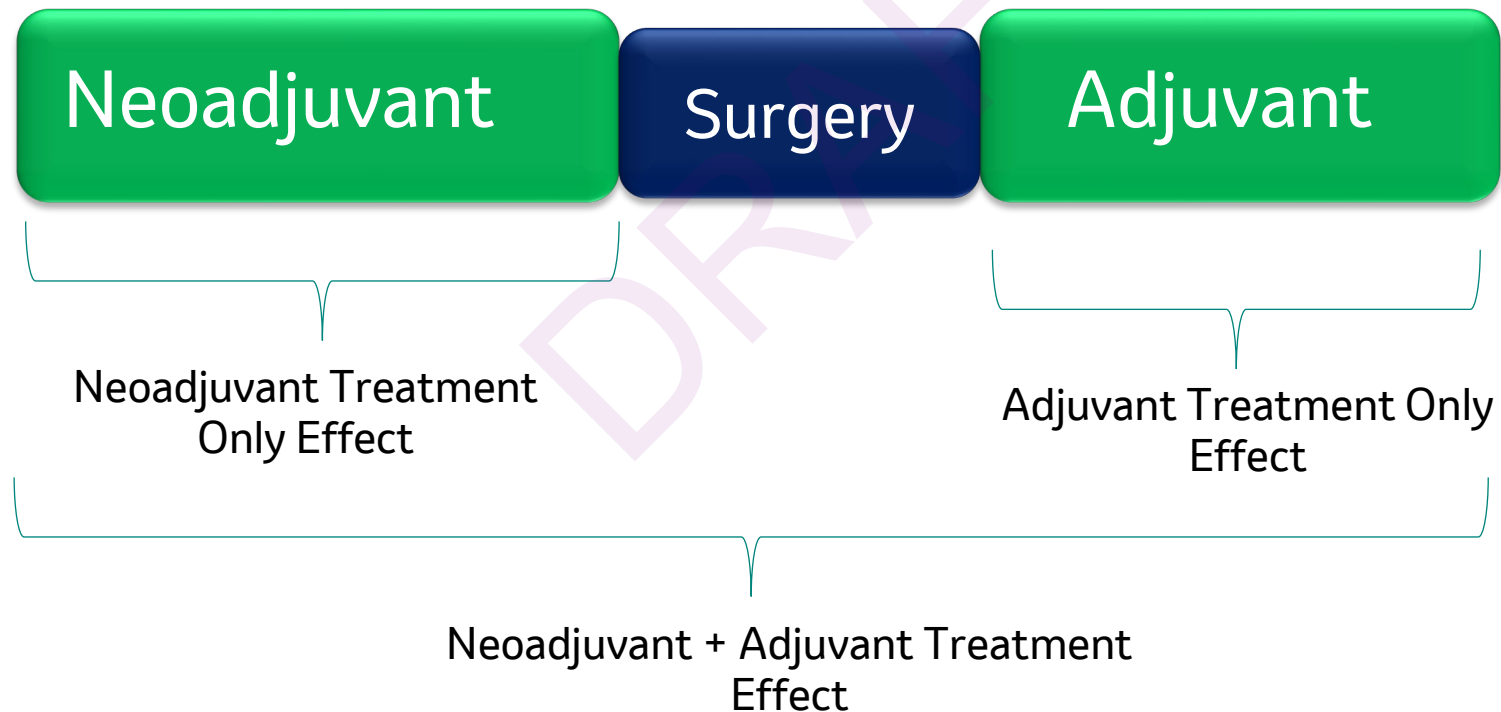 Neoadjuvant
Surgery
Adjuvant
Neoadjuvant Treatment
Only Effect
Adjuvant Treatment Only
Effect
Neoadjuvant + Adjuvant Treatment
Effect